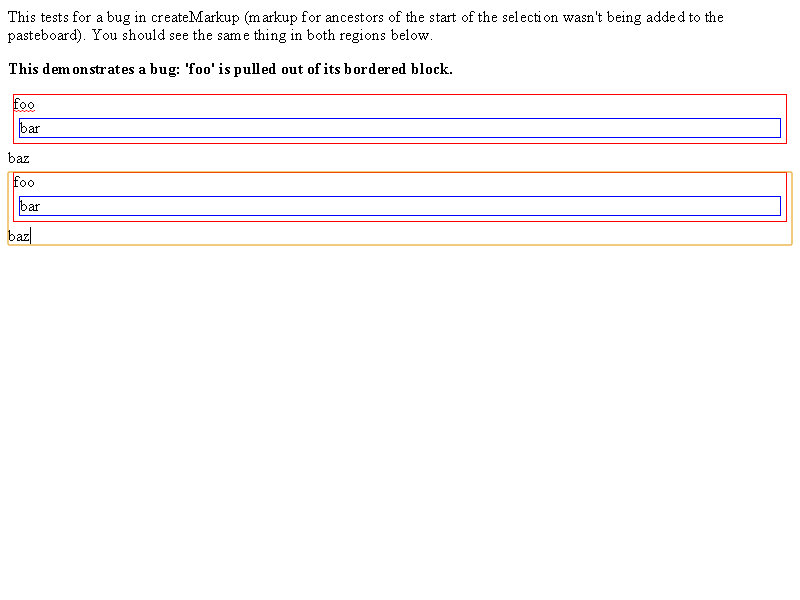 This tests for a bug in createMarkup (markup for ancestors of the start of the selection wasn't being added to the
pasteboard). You should see the same thing in both regions below.
This demonstrates a bug: 'foo' is pulled out of its bordered block.
foo
bar
baz
foo
bar
baz